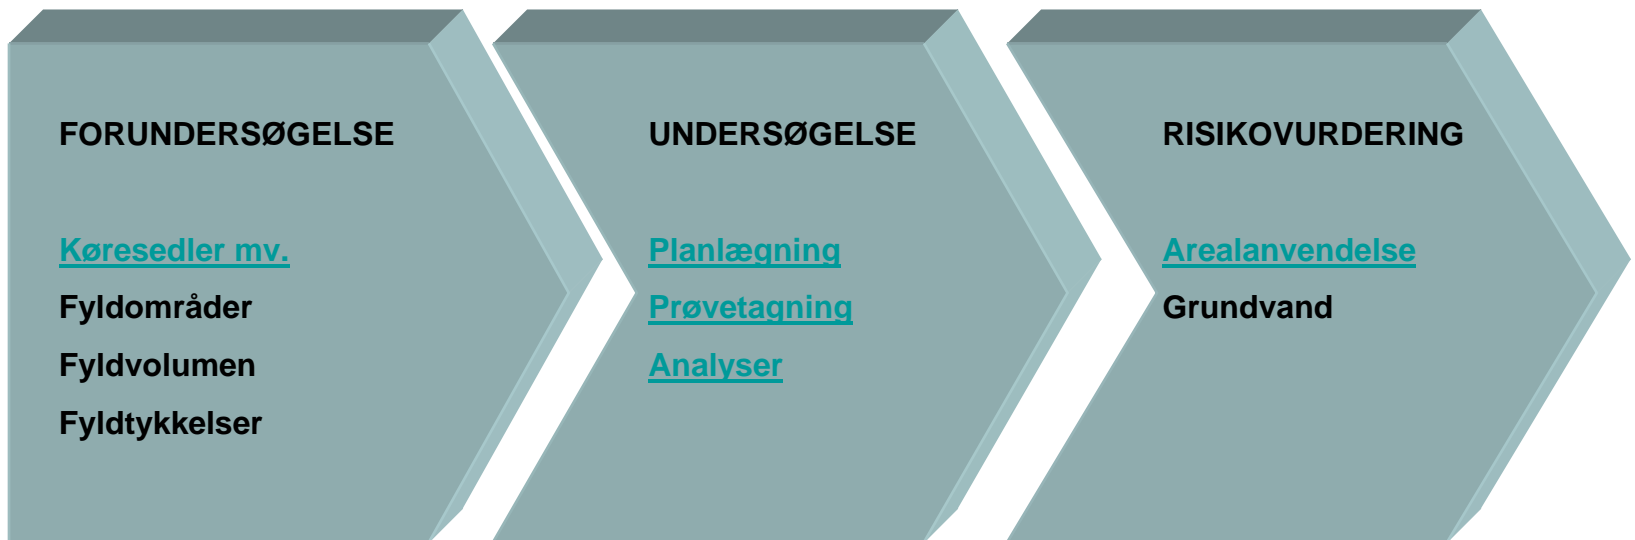 FORUNDERSØGELSE
Køresedler mv.
Fyldområder
Fyldvolumen
Fyldtykkelser
UNDERSØGELSE
Planlægning
Prøvetagning
Analyser
RISIKOVURDERING
Arealanvendelse
Grundvand